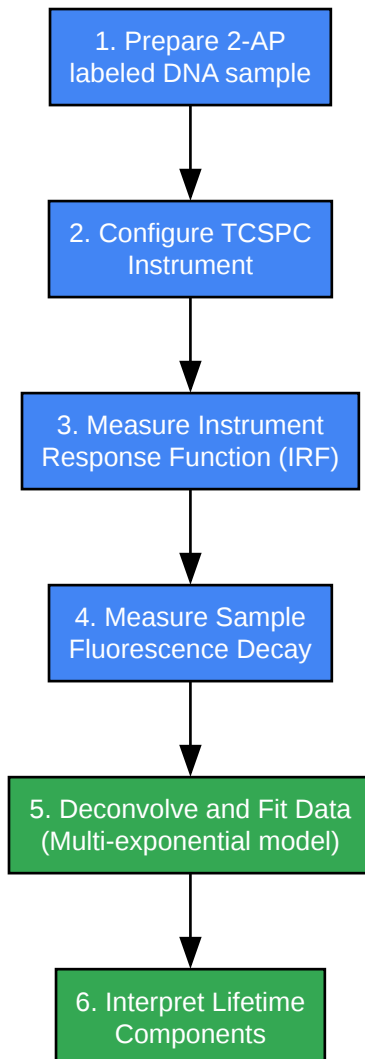 1. Prepare 2-AP
labeled DNA sample
2. Configure TCSPC
Instrument
3. Measure Instrument
Response Function (IRF)
4. Measure Sample
Fluorescence Decay
5. Deconvolve and Fit Data
(Multi-exponential model)
6. Interpret Lifetime
Components